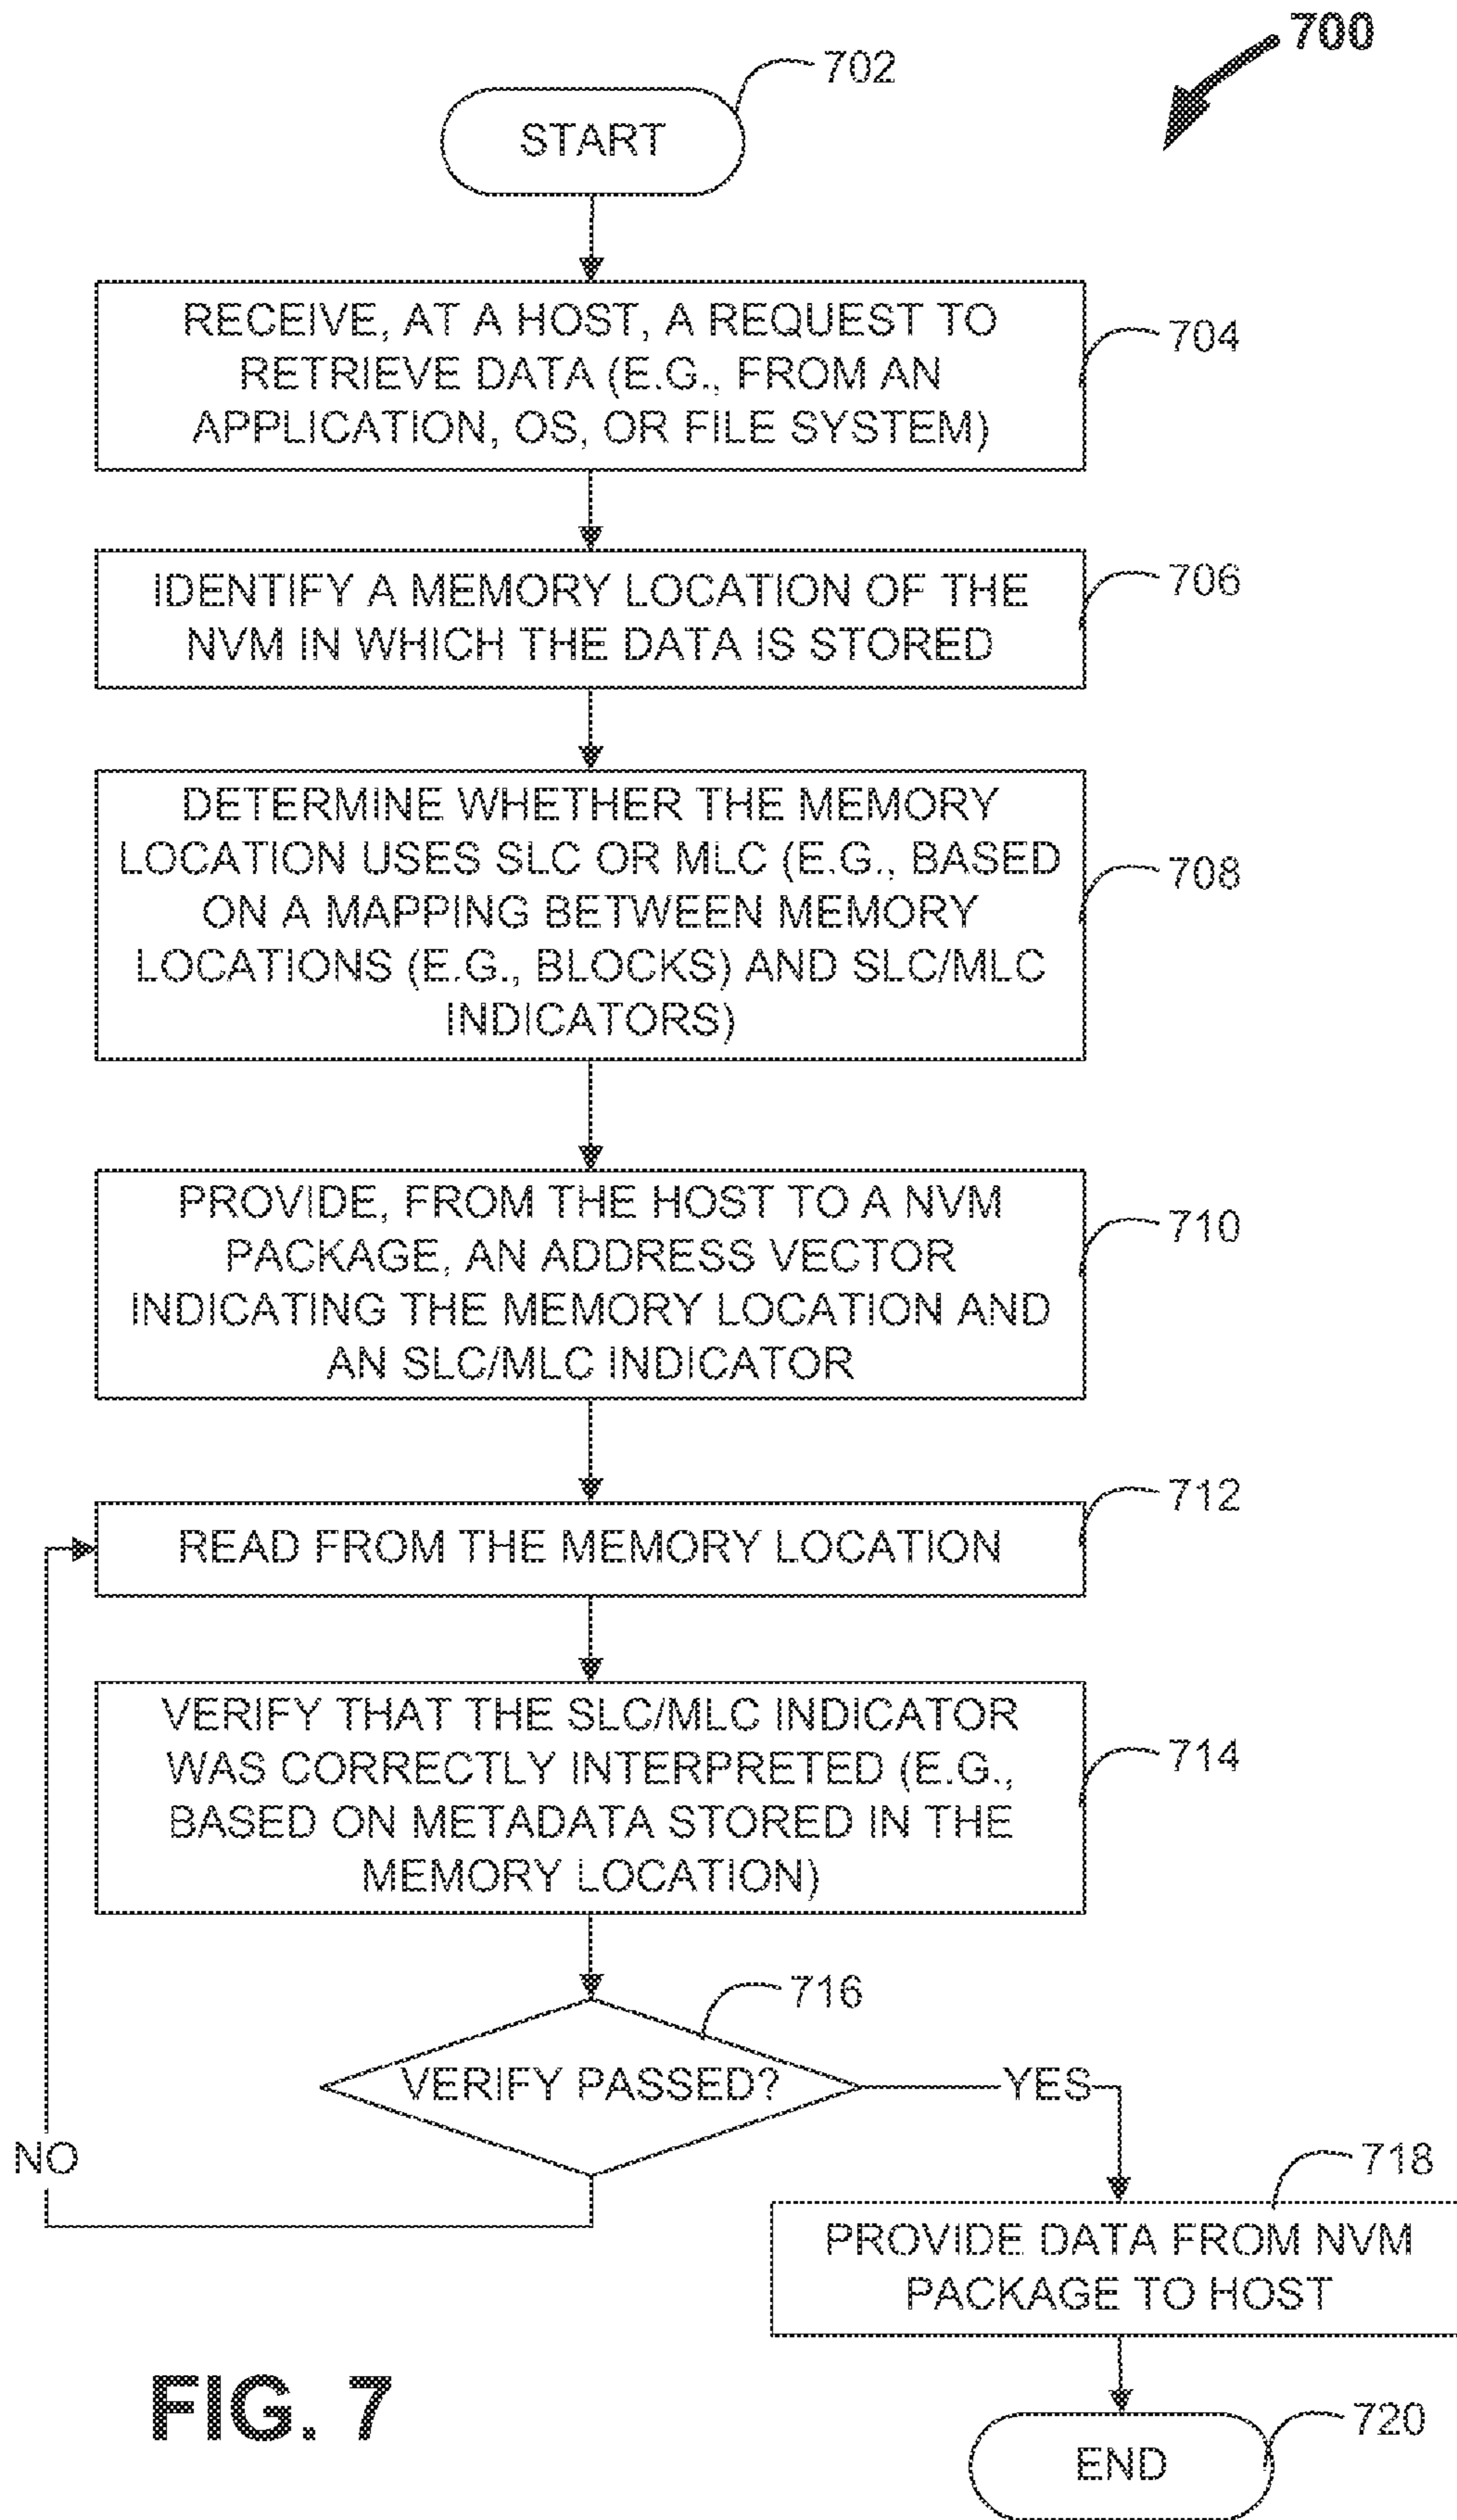 700
702
START
RECEIVE, AT A HOST, A REQUEST TO
RETRIEVE DATA (E.G., FROM AN
APPLICATION, OS, OR FILE SYSTEM)
704
IDENTIFY A MEMORY LOCATION OF THE
NVM IN WHICH THE DATA IS STORED
706
DETERMINE WHETHER THE MEMORY
LOCATION USES SLC OR MLC (E.G., BASED
ON A MAPPING BETWEEN MEMORY
LOCATIONS (E.G., BLOCKS) AND SLC/MLC
INDICATORS)
708
PROVIDE, FROM THE HOST TO A NVM
PACKAGE, AN ADDRESS VECTOR
INDICATING THE MEMORY LOCATION AND
AN SLC/MLC INDICATOR
710
READ FROM THE MEMORY LOCATION
712
VERIFY THAT THE SLC/MLC INDICATOR
WAS CORRECTLY INTERPRETED (E.G.,
BASED ON METADATA STORED IN THE
MEMORY LOCATION)
714
716
VERIFY PASSED?
YES
NO
718
PROVIDE DATA FROM NVM
PACKAGE TO HOST
720
END
FIG. 7